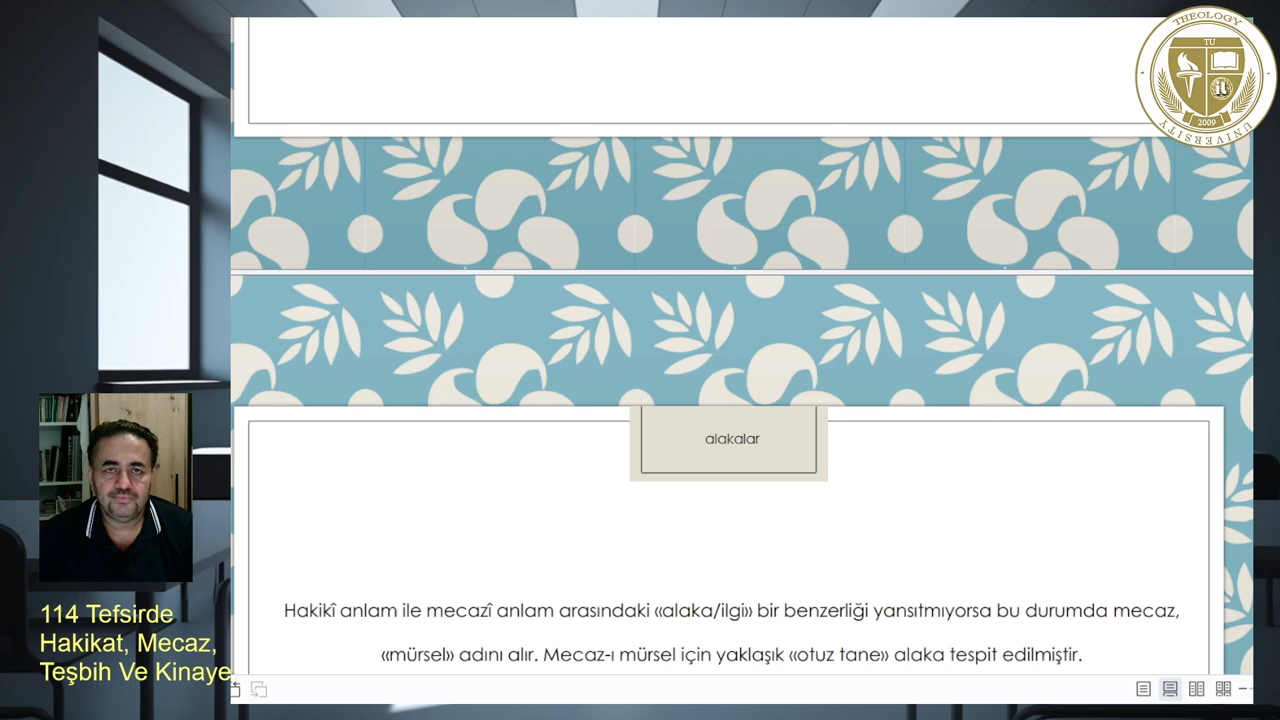 THEOLOGY
TU
2009
UNIVERSITY
alakalar
Hakikî anlam ile mecazî anlam arasındaki «alaka/ilgi» bir benzerliği yansıtmıyorsa bu durumda mecaz,
«mürsel» adını alır. Mecaz-ı mürsel için yaklaşık «otuz tane» alaka tespit edilmiştir.
114 Tefsirde
Hakikat, Mecaz,
Teşbih Ve Kinaye